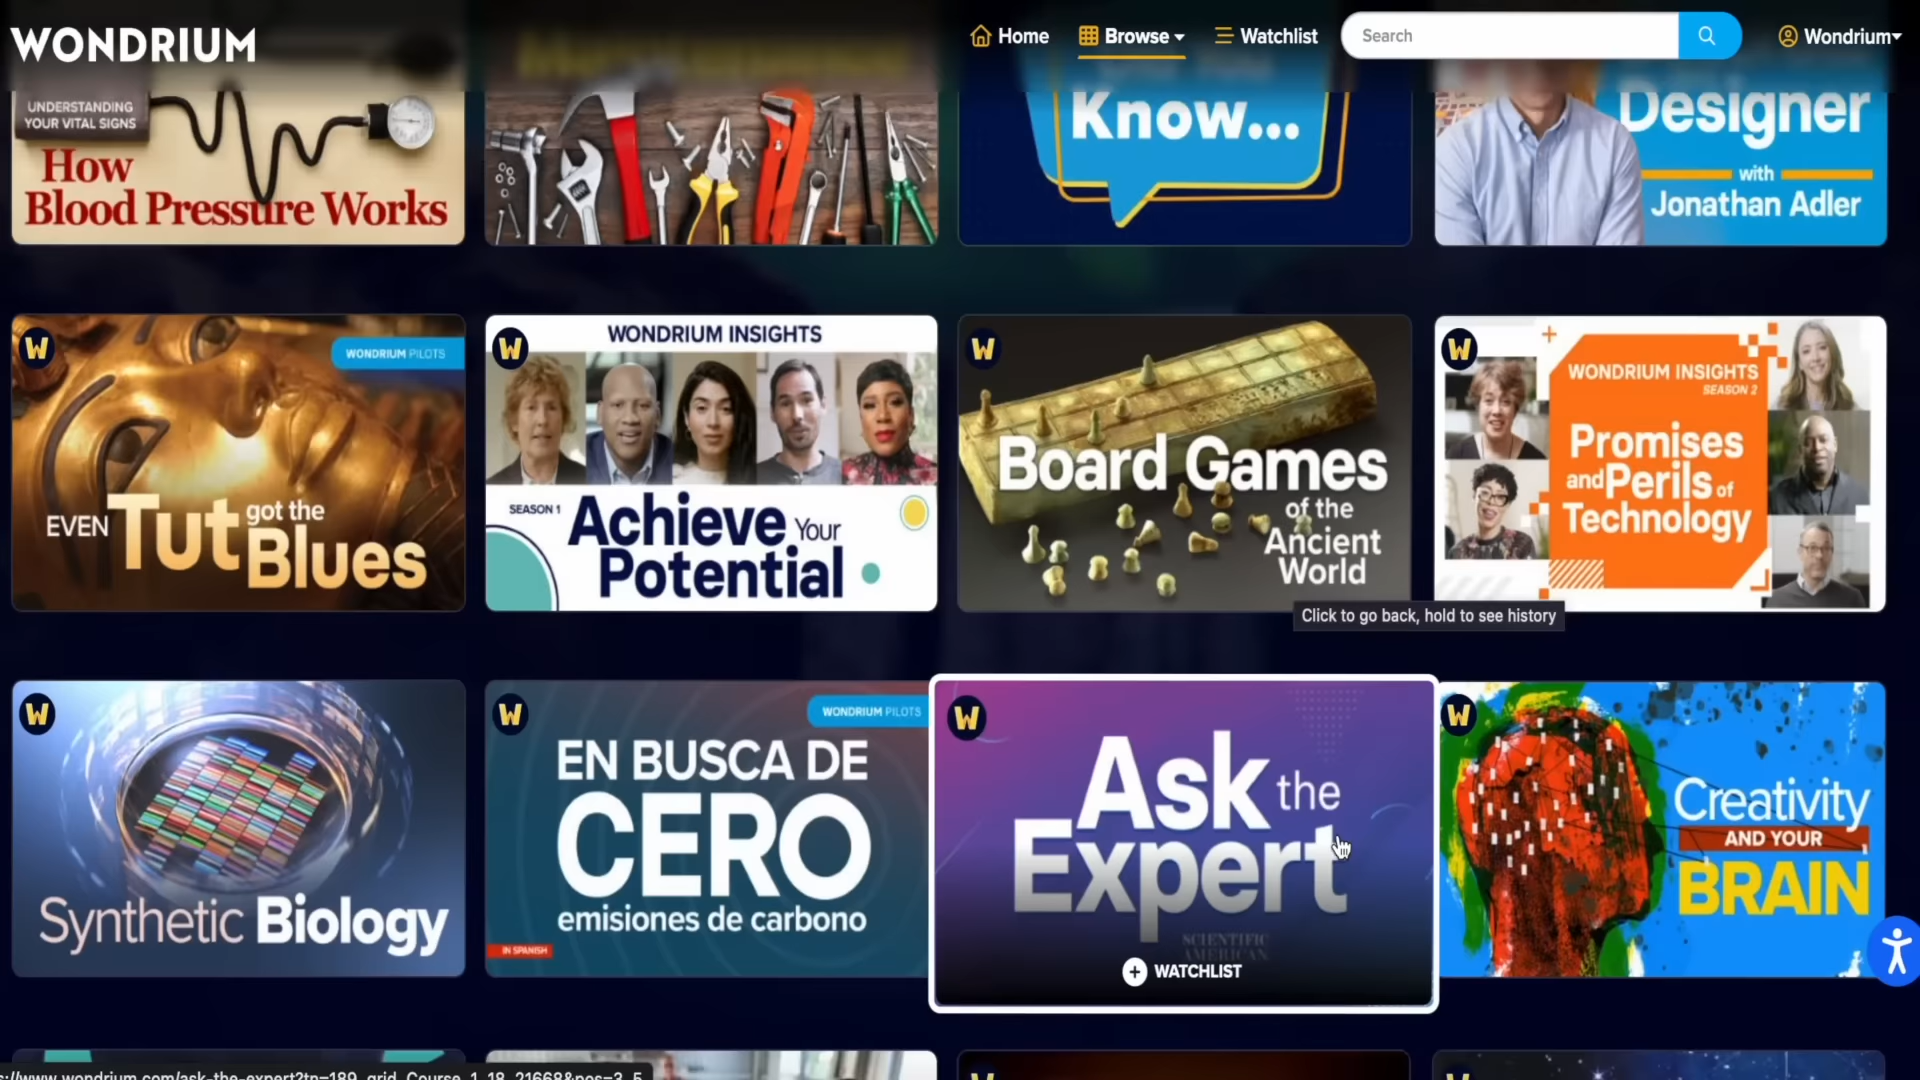 WONDRIUM
Home
Browse
Watchlist
Search
Wondrium
UNDERSTANDING
YOUR VITAL SIGNS
How
Blood Pressure Works
Know...
Designer
with
Jonathan Adler
W
WONDRIUM PILOTS
EVEN Tut got the
Blues
W
WONDRIUM INSIGHTS
SEASON 1
Achieve Your
Potential
W
Board Games
of the
Ancient
World
W
WONDRIUM INSIGHTS
SEASON 2
Promises
and Perils of
Technology
Click to go back, hold to see history
W
Synthetic Biology
W
WONDRIUM PILOTS
EN BUSCA DE
CERO
emisiones de carbono
IN SPANISH
W
Ask the
Expert
SCIENTIFIC
AMERICAN
WATCHLIST
W
Creativity
AND YOUR
BRAIN